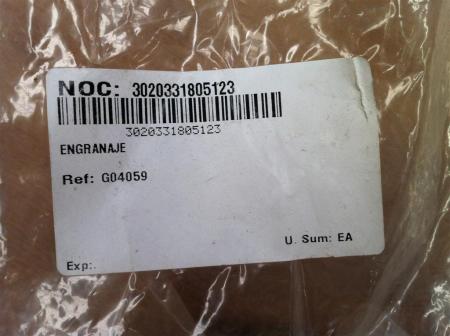 NOC: 3020331805123
3020331805123
ENGRANAJE
Ref: G04059
U. Sum: EA
Exp:.